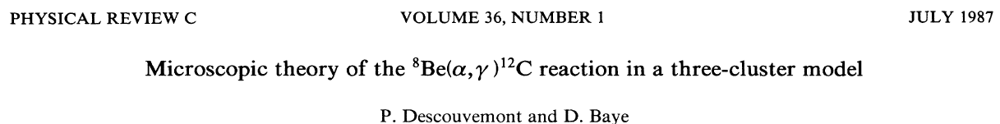 PHYSICAL REVIEW C VOLUME 36, NUMBER 1 JULY 1987
Microscopic theory of the ⁸Be(α,γ)¹²C reaction in a three-cluster model
P. Descouvemont and D. Baye